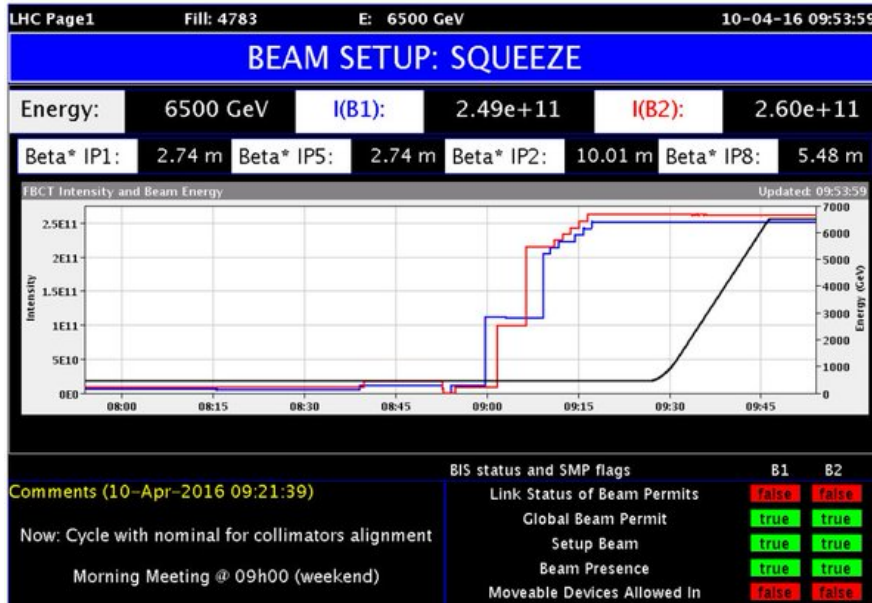 LHC Page1 Fill: 4783 E: 6500 GeV 10-04-16 09:53:59
BEAM SETUP: SQUEEZE
Energy: 6500 GeV I(B1): 2.49e+11 I(B2): 2.60e+11
Beta* IP1: 2.74 m Beta* IP5: 2.74 m Beta* IP2: 10.01 m Beta* IP8: 5.48 m
FBCT Intensity and Beam Energy Updated: 09:53:59
7000
2.5E11 6000
2E11 5000
4000
1.5E11
3000
1E11
2000
5E10 1000
0E0 0
Intensity
Energy (GeV)
08:00 08:15 08:30 08:45 09:00 09:15 09:30 09:45
Comments (10-Apr-2016 09:21:39)
Now: Cycle with nominal for collimators alignment
Morning Meeting @ 09h00 (weekend)
BIS status and SMP flags B1 B2
Link Status of Beam Permits false false
Global Beam Permit true true
Setup Beam true true
Beam Presence true true
Moveable Devices Allowed In false false